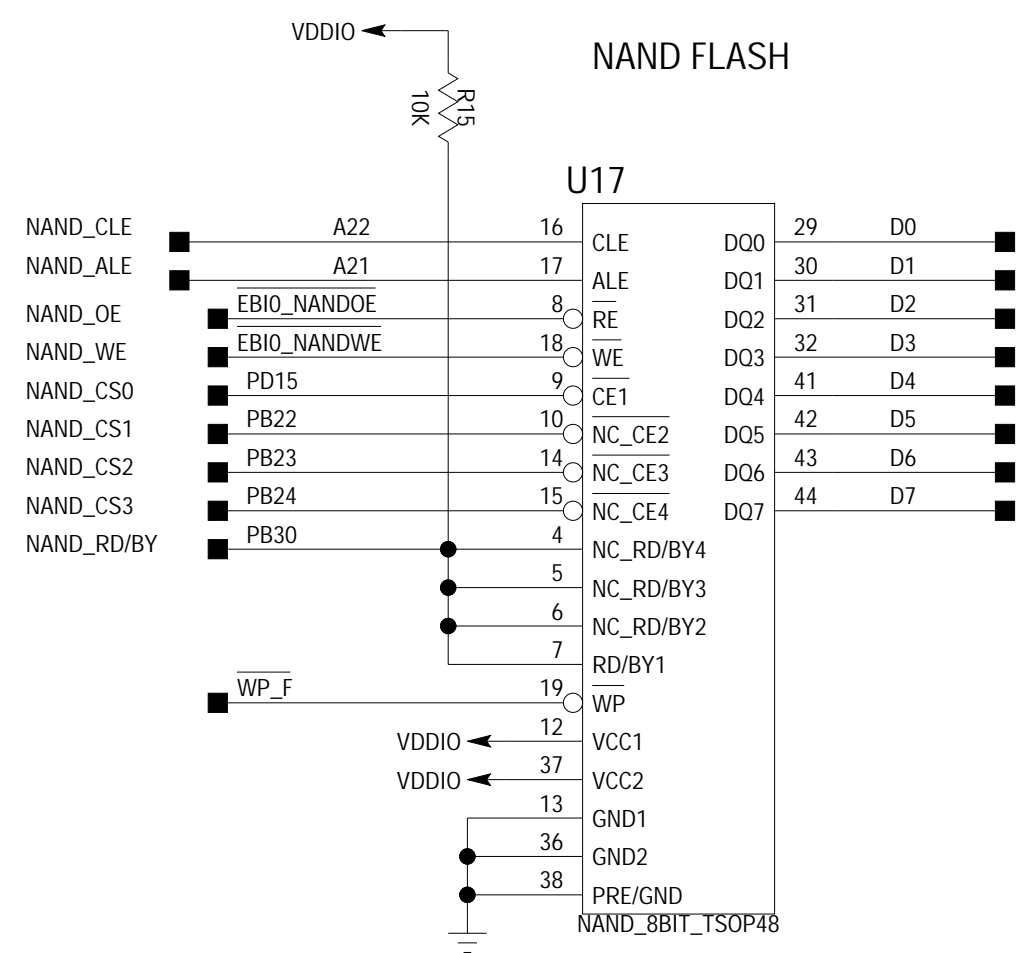 VDDIO
NAND FLASH
R15
10K
U17
NAND_CLE A22 16 CLE DQ0 29 D0
NAND_ALE A21 17 ALE DQ1 30 D1
NAND_OE EBI0_NANDOE 8 RE DQ2 31 D2
NAND_WE EBI0_NANDWE 18 WE DQ3 32 D3
NAND_CS0 PD15 9 CE1 DQ4 41 D4
NAND_CS1 PB22 10 NC_CE2 DQ5 42 D5
NAND_CS2 PB23 14 NC_CE3 DQ6 43 D6
NAND_CS3 PB24 15 NC_CE4 DQ7 44 D7
NAND_RD/BY PB30 4 NC_RD/BY4
5 NC_RD/BY3
6 NC_RD/BY2
7 RD/BY1
WP_F 19 WP
VDDIO 12 VCC1
VDDIO 37 VCC2
13 GND1
36 GND2
38 PRE/GND
NAND_8BIT_TSOP48